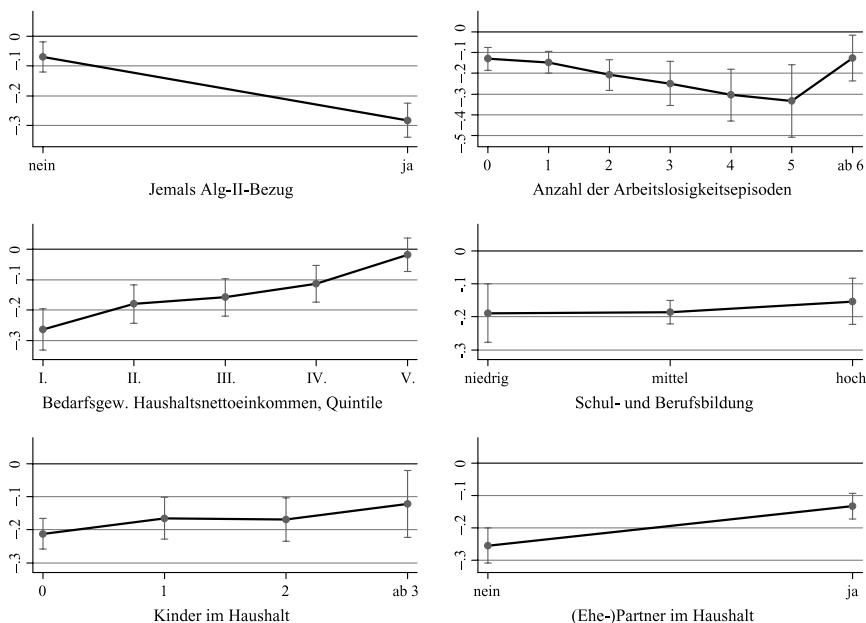 0
-.1
-.2
-.3
nein ja
Jemals Alg-II-Bezug
0
-.1
-.2
-.3
-.4
-.5
0 1 2 3 4 5 ab 6
Anzahl der Arbeitslosigkeitsepisoden
0
-.1
-.2
-.3
I. II. III. IV. V.
Bedarfsgew. Haushaltsnettoeinkommen, Quintile
0
-.1
-.2
-.3
niedrig mittel hoch
Schul- und Berufsbildung
0
-.1
-.2
-.3
0 1 2 ab 3
Kinder im Haushalt
0
-.1
-.2
-.3
nein ja
(Ehe-)Partner im Haushalt